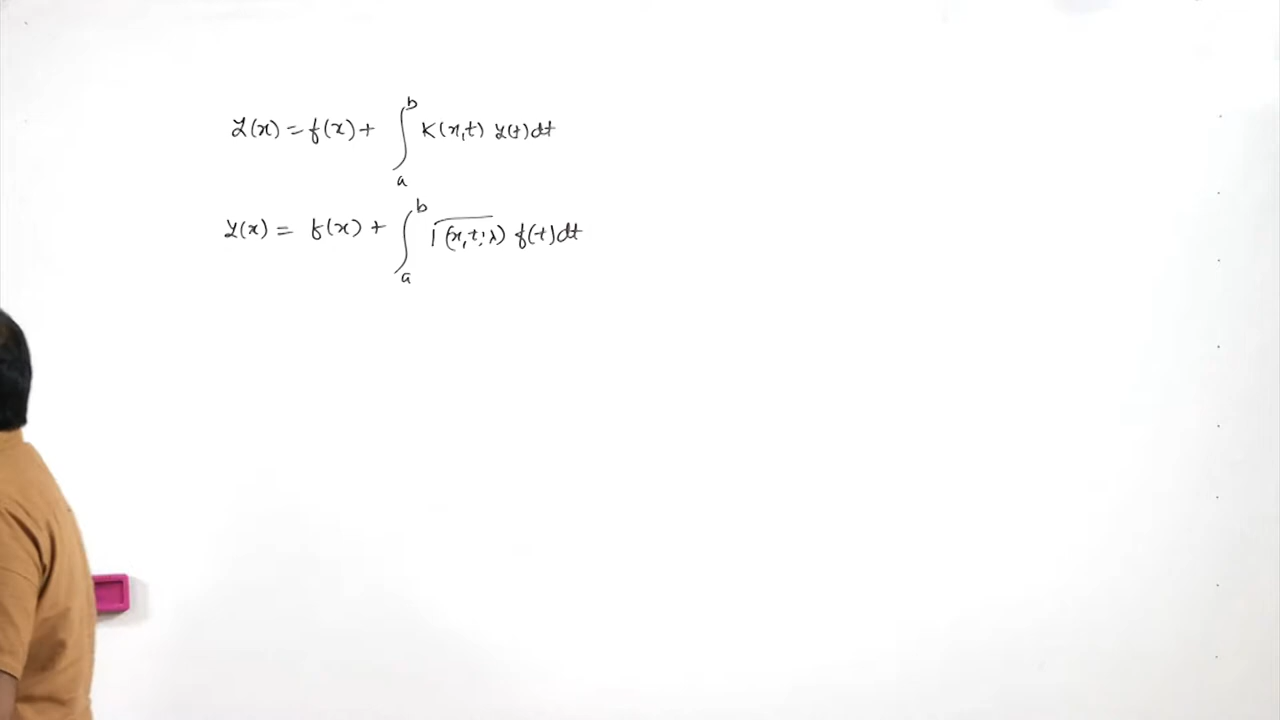 y(x) = f(x) + ∫_a^b K(x,t) y(t)dt
y(x) = f(x) + ∫_a^b Γ(x,t;λ) f(t)dt